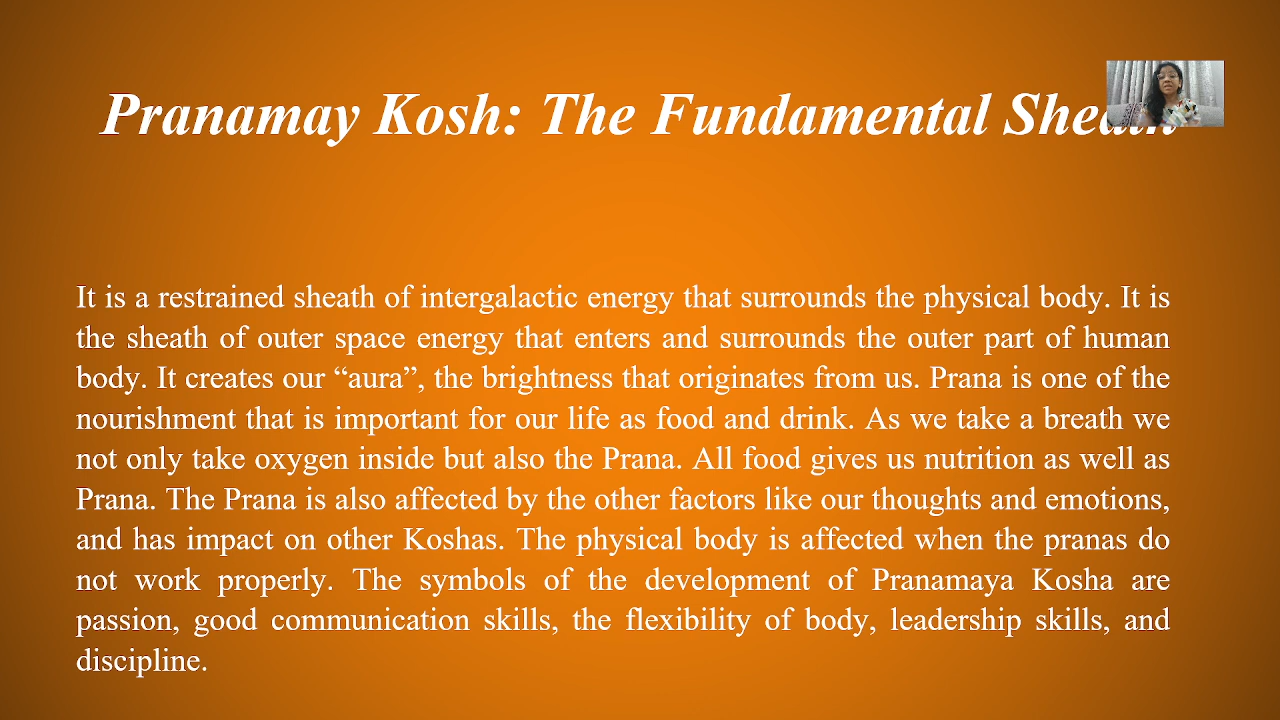 Pranamay Kosh: The Fundamental
It is a restrained sheath of intergalactic energy that surrounds the physical body. It is
the sheath of outer space energy that enters and surrounds the outer part of human
body. It creates our “aura”, the brightness that originates from us. Prana is one of the
nourishment that is important for our life as food and drink. As we take a breath we
not only take oxygen inside but also the Prana. All food gives us nutrition as well as
Prana. The Prana is also affected by the other factors like our thoughts and emotions,
and has impact on other Koshas. The physical body is affected when the pranas do
not work properly. The symbols of the development of Pranamaya Kosha are
passion, good communication skills, the flexibility of body, leadership skills, and
discipline.